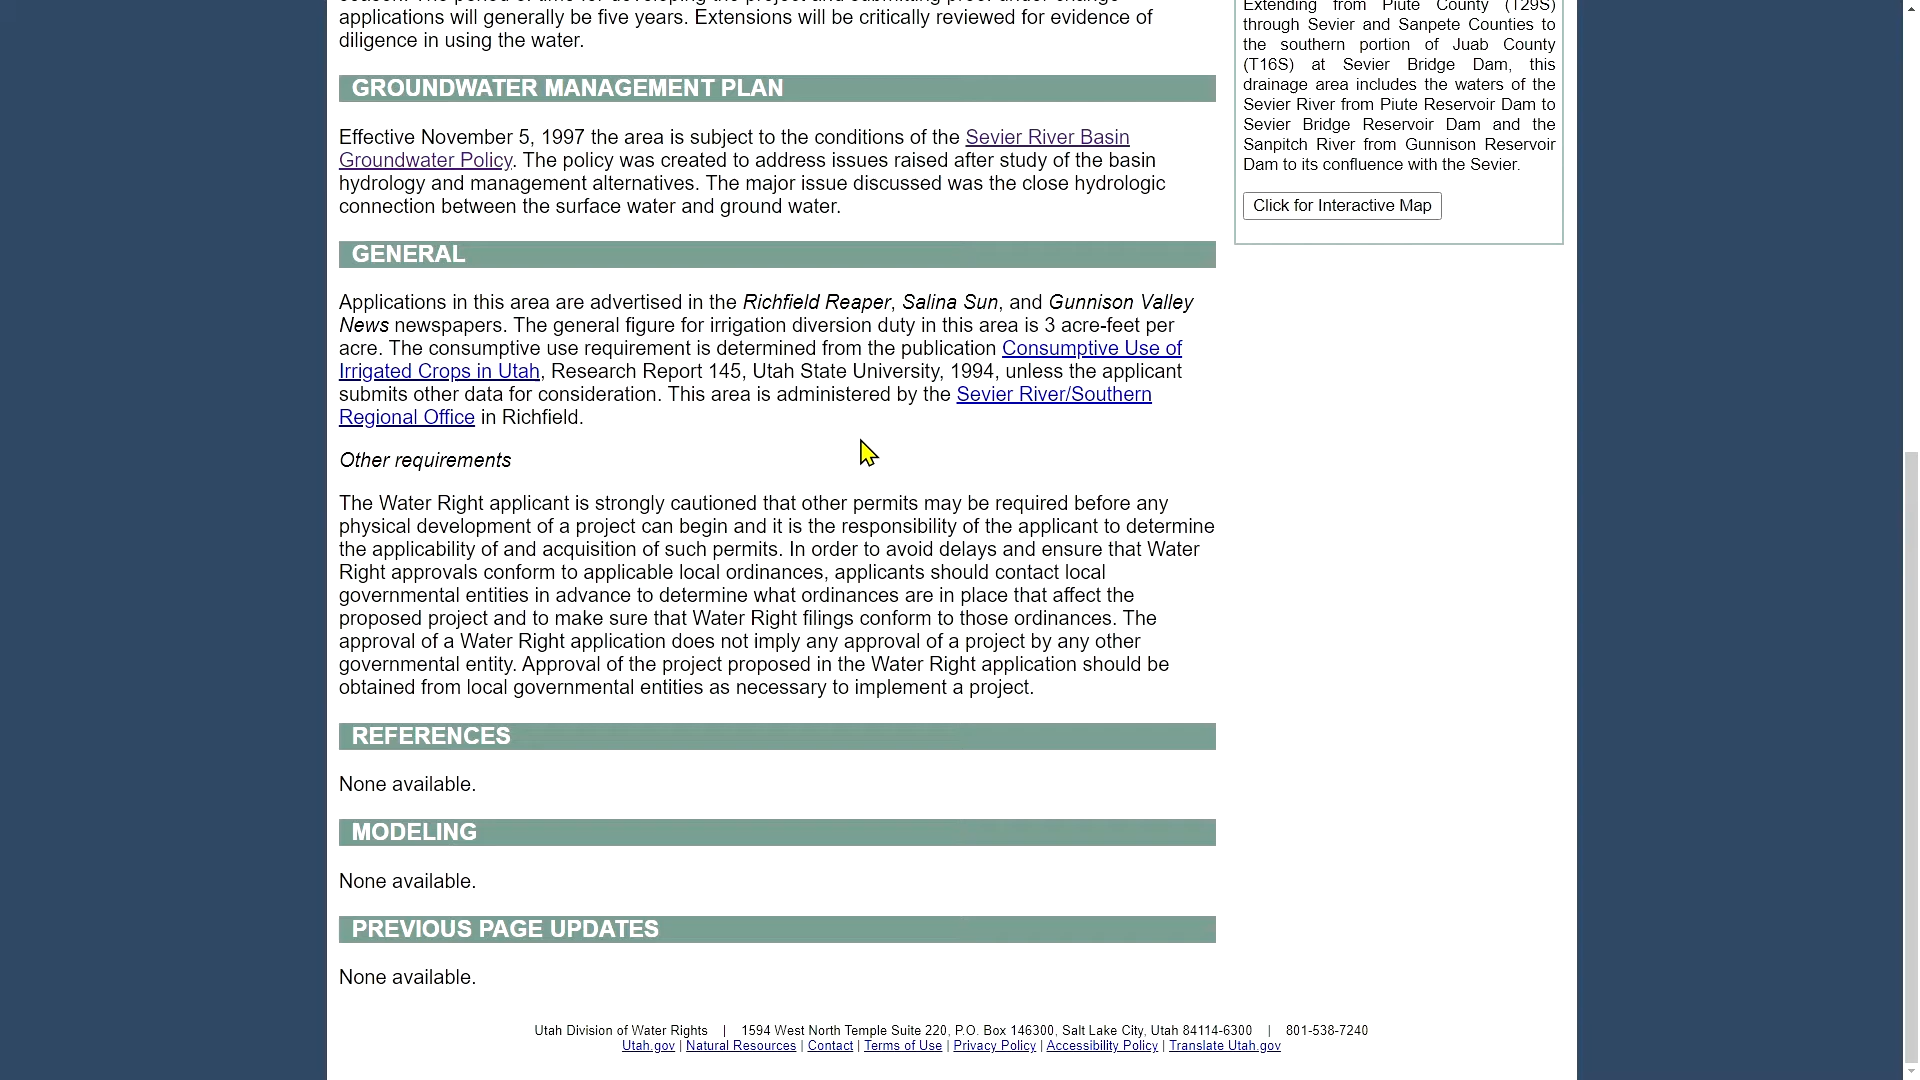 season. The period of time for developing the project and submitting proof under change
applications will generally be five years. Extensions will be critically reviewed for evidence of
diligence in using the water.
GROUNDWATER MANAGEMENT PLAN
Effective November 5, 1997 the area is subject to the conditions of the Sevier River Basin
Groundwater Policy. The policy was created to address issues raised after study of the basin
hydrology and management alternatives. The major issue discussed was the close hydrologic
connection between the surface water and ground water.
GENERAL
Applications in this area are advertised in the Richfield Reaper, Salina Sun, and Gunnison Valley
News newspapers. The general figure for irrigation diversion duty in this area is 3 acre-feet per
acre. The consumptive use requirement is determined from the publication Consumptive Use of
Irrigated Crops in Utah, Research Report 145, Utah State University, 1994, unless the applicant
submits other data for consideration. This area is administered by the Sevier River/Southern
Regional Office in Richfield.
Other requirements
The Water Right applicant is strongly cautioned that other permits may be required before any
physical development of a project can begin and it is the responsibility of the applicant to determine
the applicability of and acquisition of such permits. In order to avoid delays and ensure that Water
Right approvals conform to applicable local ordinances, applicants should contact local
governmental entities in advance to determine what ordinances are in place that affect the
proposed project and to make sure that Water Right filings conform to those ordinances. The
approval of a Water Right application does not imply any approval of a project by any other
governmental entity. Approval of the project proposed in the Water Right application should be
obtained from local governmental entities as necessary to implement a project.
REFERENCES
None available.
MODELING
None available.
PREVIOUS PAGE UPDATES
None available.
Extending from Piute County (T29S)
through Sevier and Sanpete Counties to
the southern portion of Juab County
(T16S) at Sevier Bridge Dam, this
drainage area includes the waters of the
Sevier River from Piute Reservoir Dam to
Sevier Bridge Reservoir Dam and the
Sanpitch River from Gunnison Reservoir
Dam to its confluence with the Sevier.
Click for Interactive Map
Utah Division of Water Rights | 1594 West North Temple Suite 220, P.O. Box 146300, Salt Lake City, Utah 84114-6300 | 801-538-7240
Utah.gov | Natural Resources | Contact | Terms of Use | Privacy Policy | Accessibility Policy | Translate Utah.gov